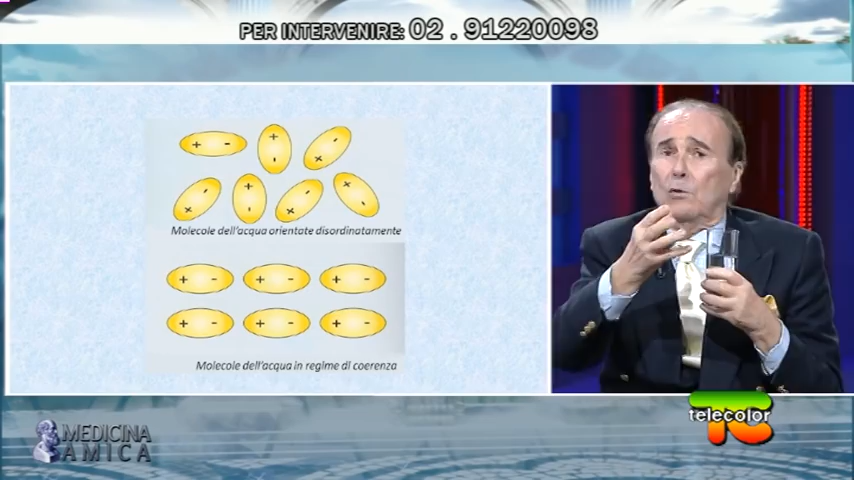 PER INTERVENIRE: 02 . 91220098
+ - + - + -
+ - + - + - + -
Molecole dell'acqua orientate disordinatamente
+ - + - + -
+ - + - + -
Molecole dell'acqua in regime di coerenza
telecolor
TC
MEDICINA
AMICA